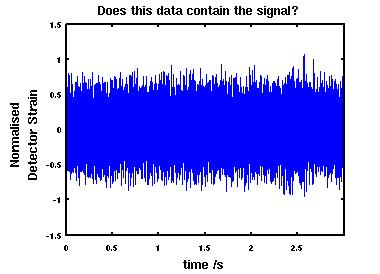 Does this data contain the signal?
1.5
1
0.5
0
-0.5
-1
-1.5
Normalised
Detector Strain
0 0.5 1 1.5 2 2.5
time /s